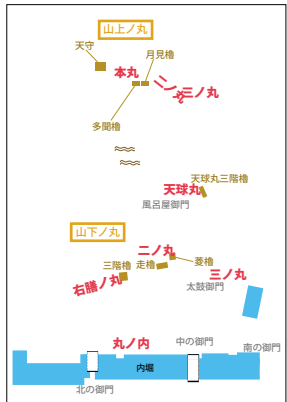 山上ノ丸
天守
月見櫓
本丸
二ノ丸
三ノ丸
多聞櫓
天球丸三階櫓
天球丸
風呂屋御門
山下ノ丸
二ノ丸
三階櫓
走櫓
菱櫓
三ノ丸
右膳ノ丸
太鼓御門
丸ノ内
中の御門
南の御門
内堀
北の御門